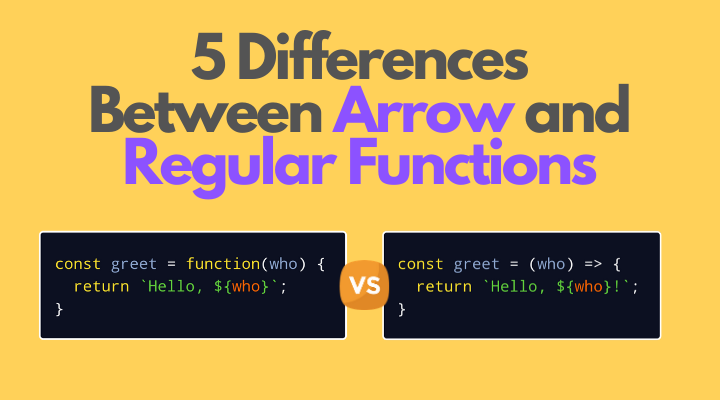 5 Differences
Between Arrow and
Regular Functions
const greet = function(who) {
  return `Hello, ${who}`;
}
VS
const greet = (who) => {
  return `Hello, ${who}!`;
}